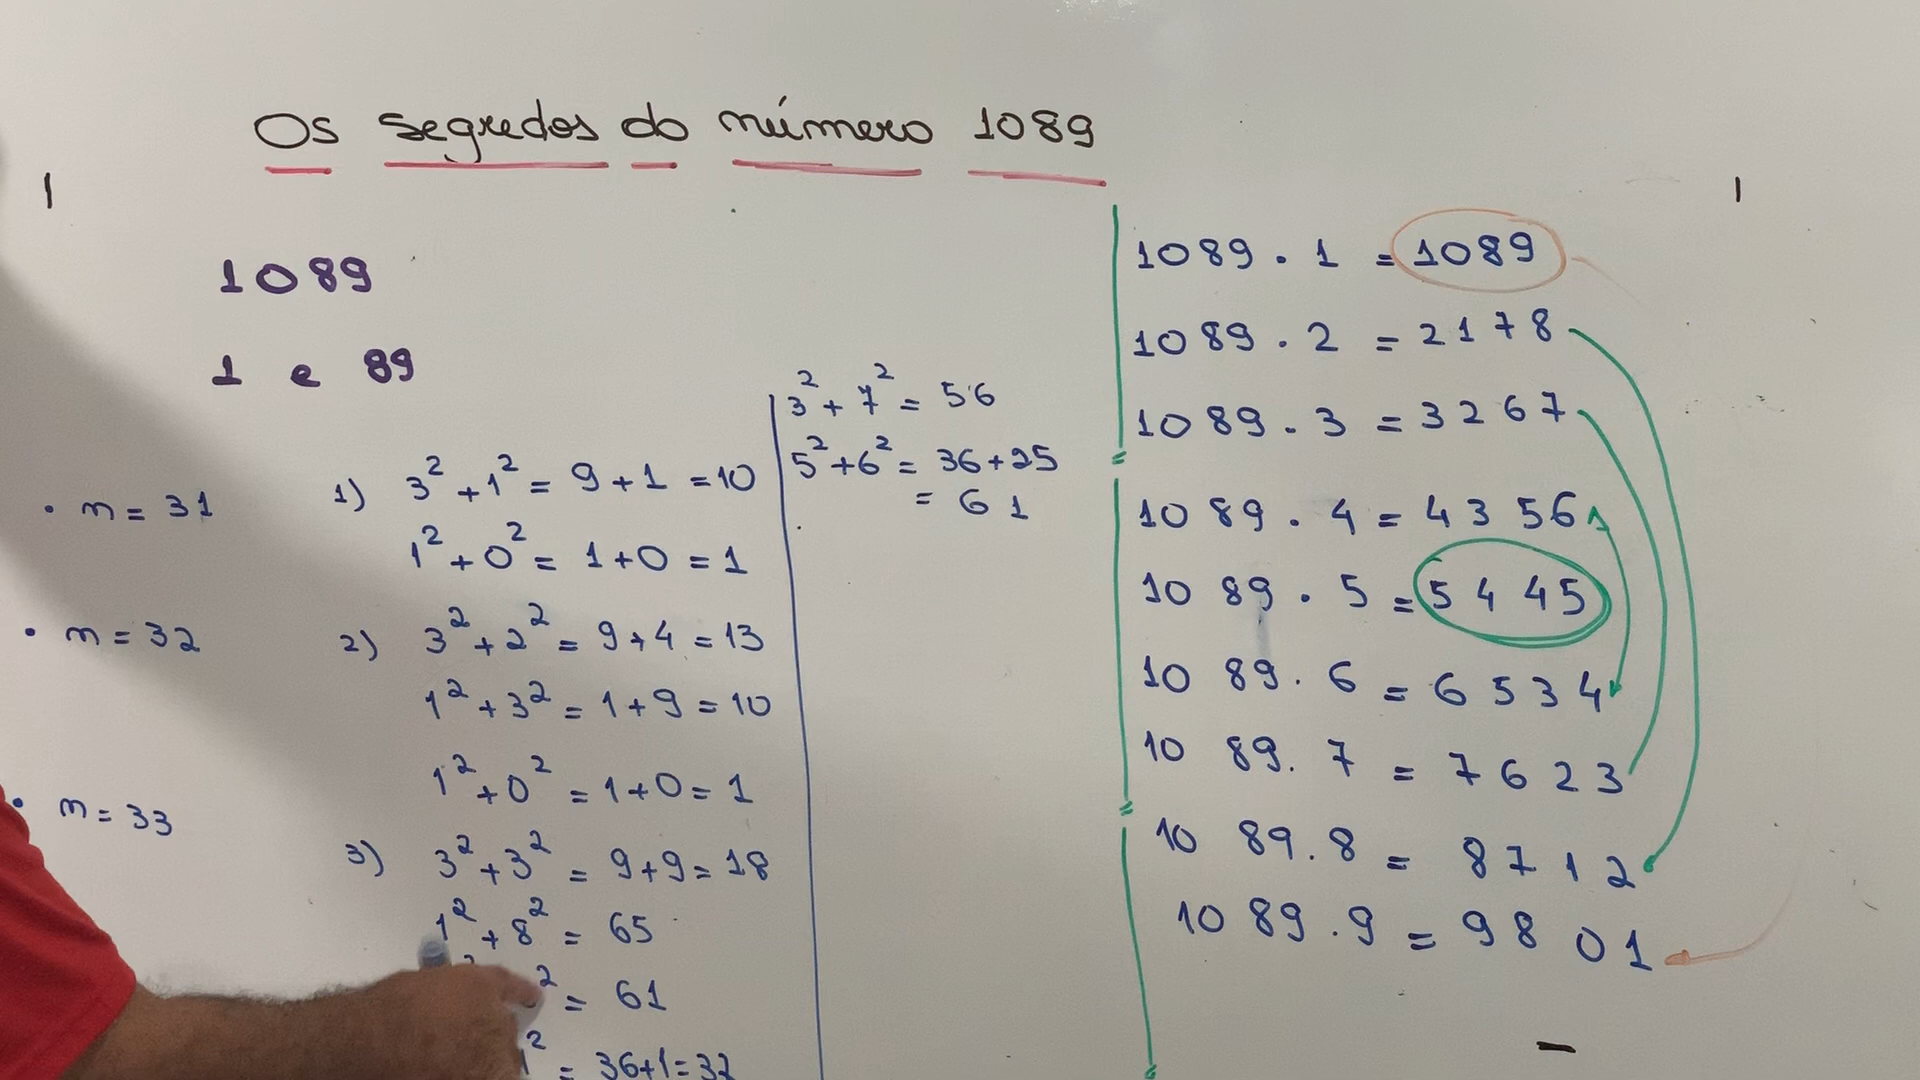 Os segredos do número 1089
1089
1 e 89
• n = 31
1) 3² + 1² = 9 + 1 = 10
1² + 0² = 1 + 0 = 1
• n = 32
2) 3² + 2² = 9 + 4 = 13
1² + 3² = 1 + 9 = 10
1² + 0² = 1 + 0 = 1
• n = 33
3) 3² + 3² = 9 + 9 = 18
1² + 8² = 65
² = 61
1² = 36+1=37
3² + 7² = 56
5² + 6² = 36 + 25
= 61
1089 . 1 = 1089
1089 . 2 = 2178
1089 . 3 = 3267
1089 . 4 = 4356
1089 . 5 = 5445
1089 . 6 = 6534
1089 . 7 = 7623
1089 . 8 = 8712
1089 . 9 = 9801